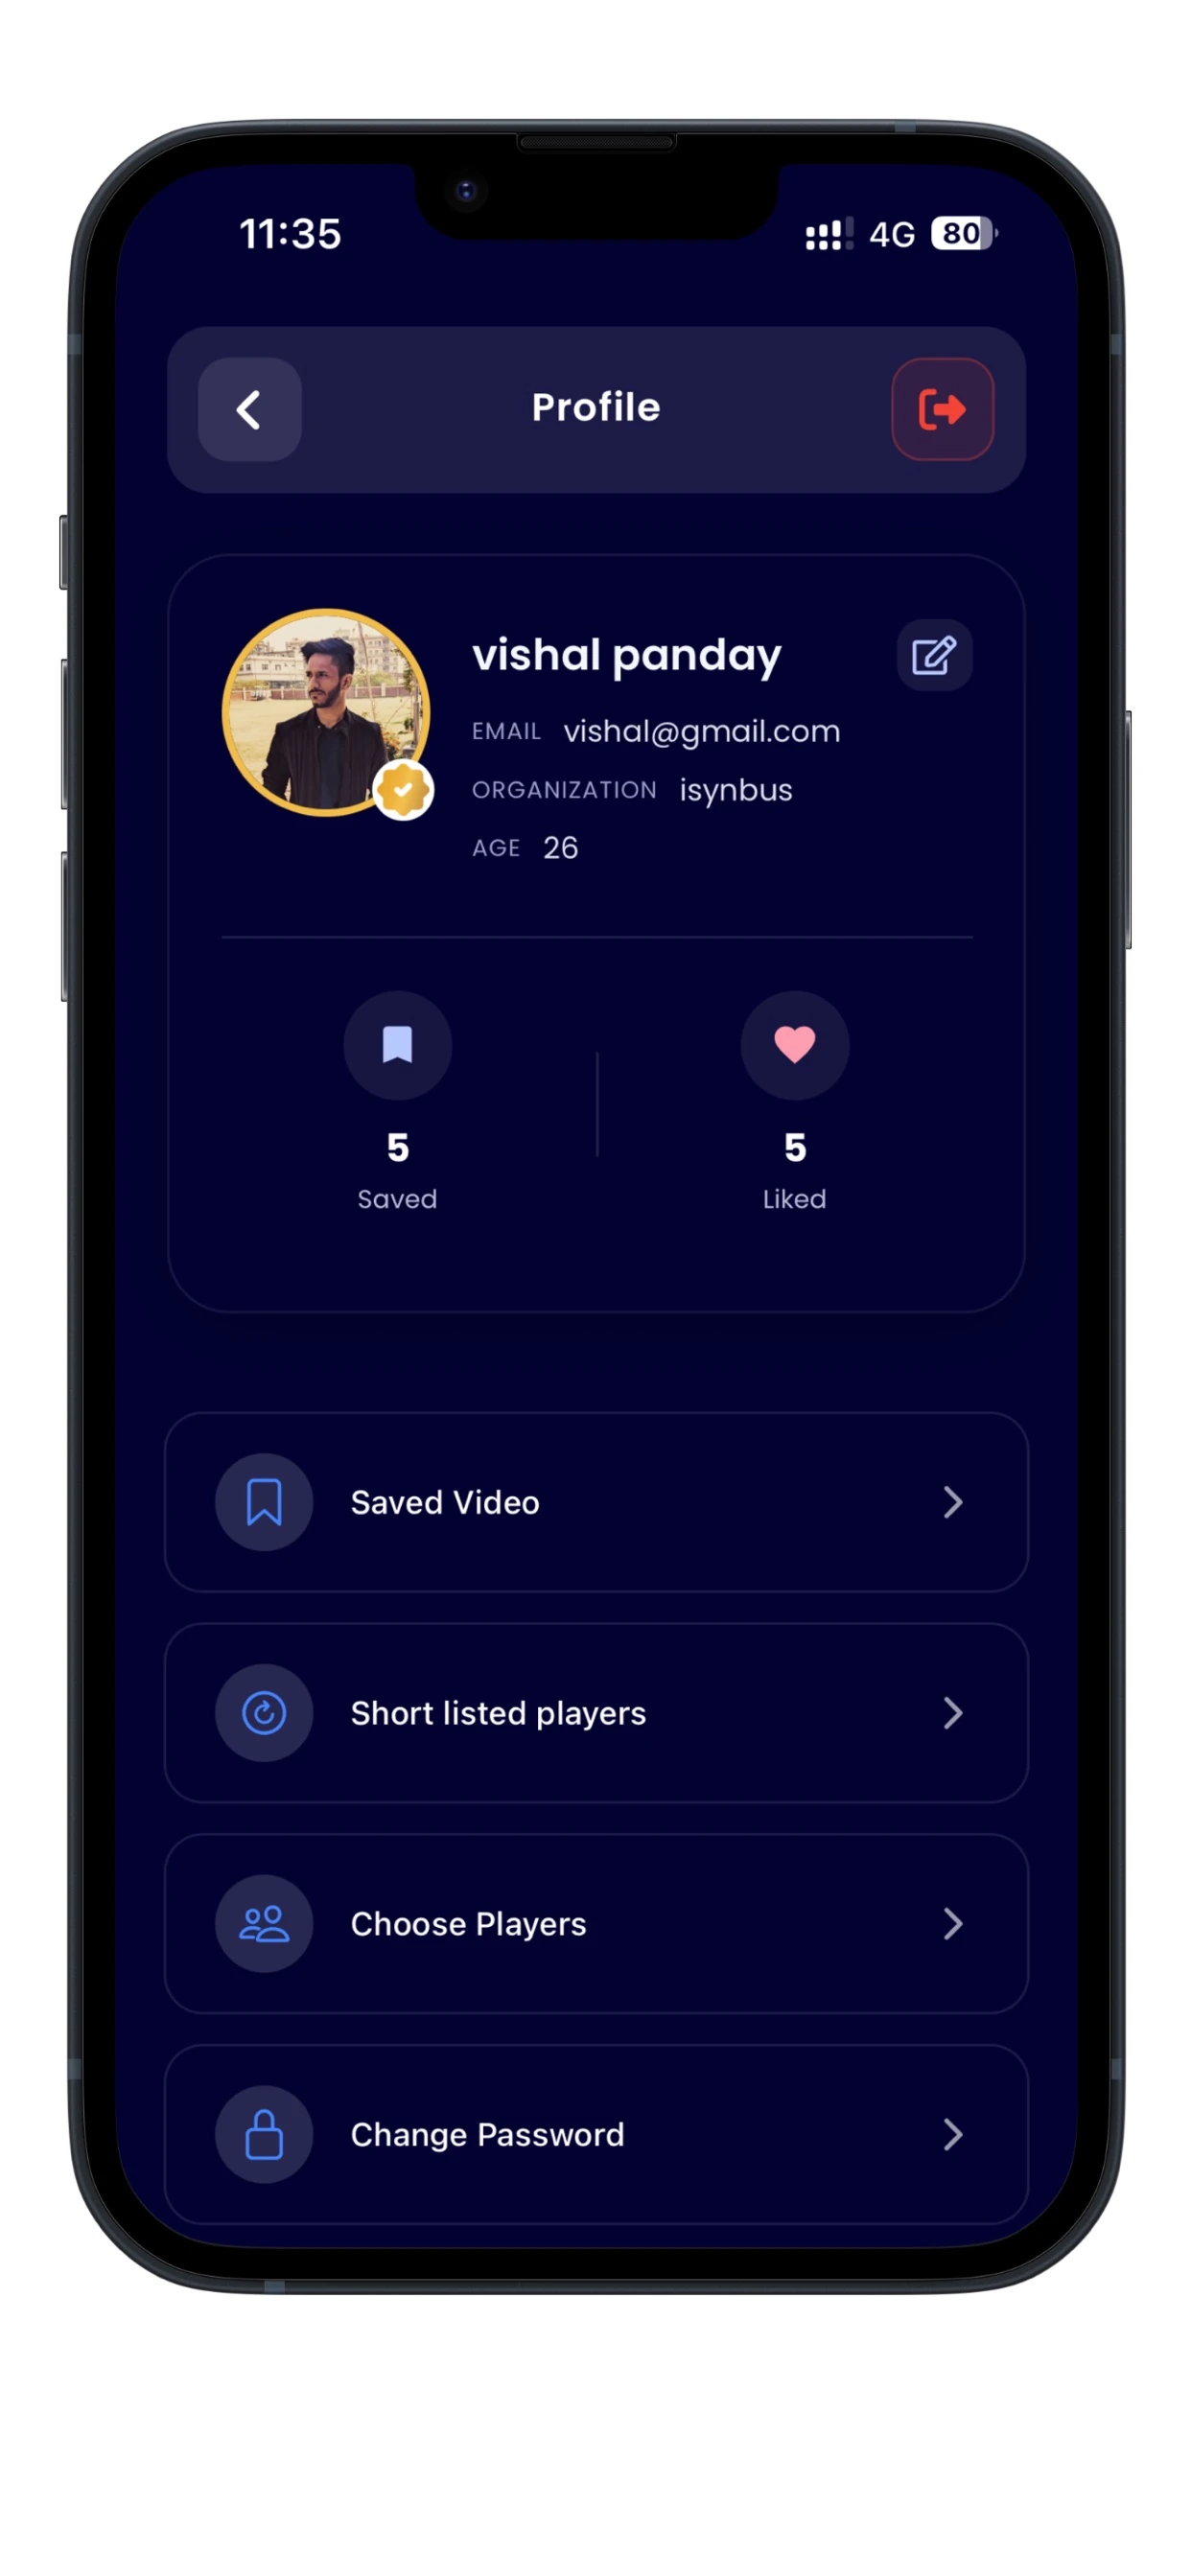 11:35 4G 80
Profile
vishal panday
EMAIL vishal@gmail.com
ORGANIZATION isynbus
AGE 26
5 5
Saved Liked
Saved Video
Short listed players
Choose Players
Change Password